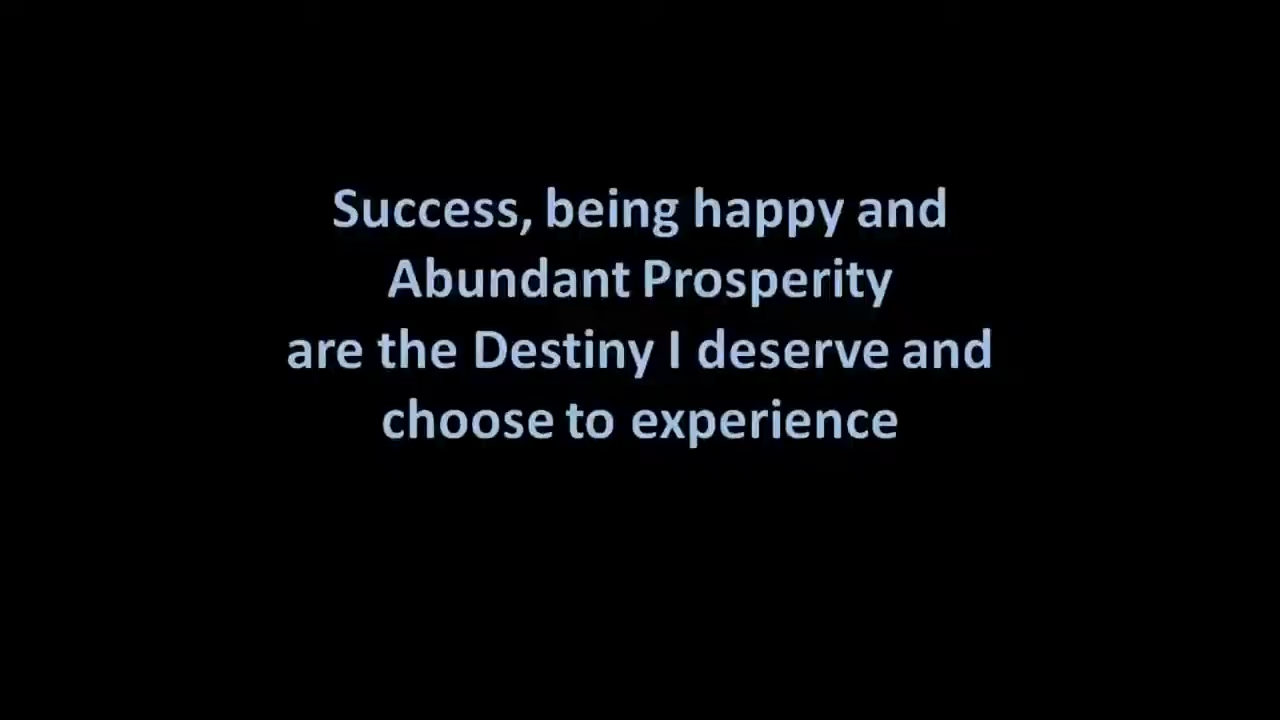 Success, being happy and
Abundant Prosperity
are the Destiny I deserve and
choose to experience